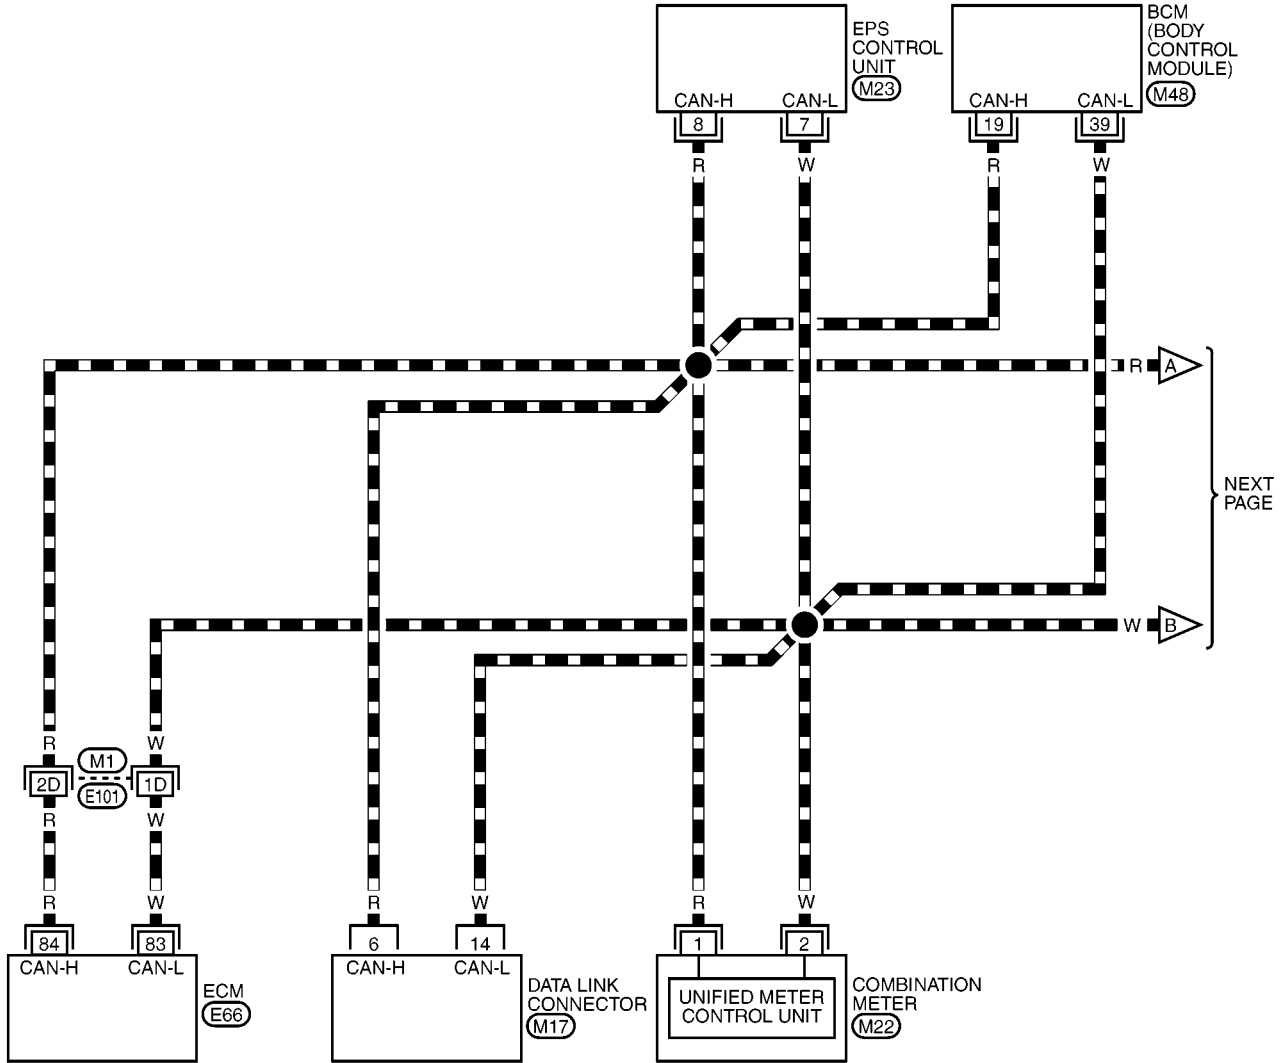 EPS
CONTROL
UNIT
M23
CAN-H
CAN-L
8
7
R
W
BCM
(BODY
CONTROL
MODULE)
M48
CAN-H
CAN-L
19
39
R
W
R
A
NEXT
PAGE
W
B
R
W
M1
2D
1D
E101
R
W
R
W
R
W
R
W
84
83
6
14
1
2
CAN-H
CAN-L
ECM
E66
CAN-H
CAN-L
DATA LINK
CONNECTOR
M17
UNIFIED METER
CONTROL UNIT
COMBINATION
METER
M22